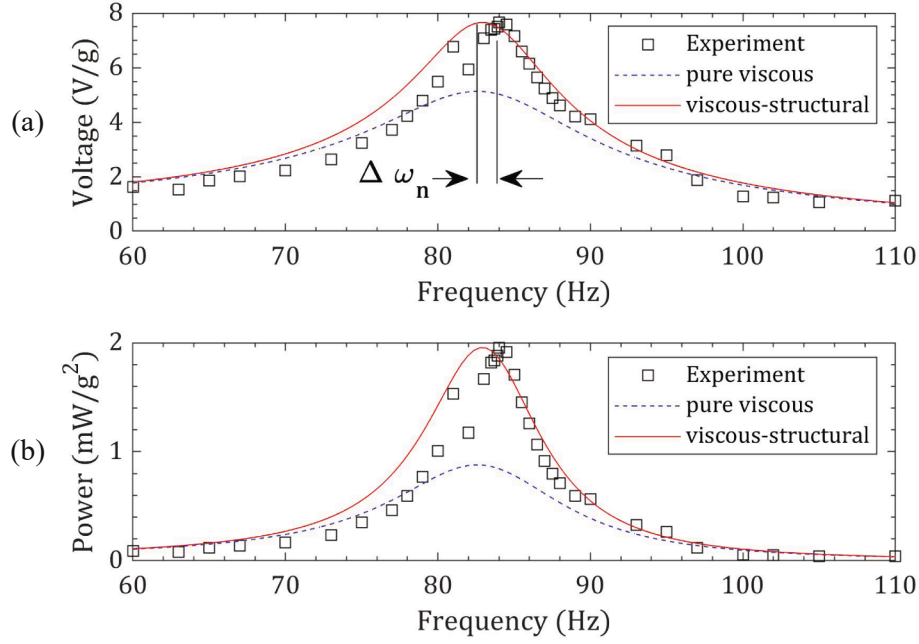 (a)
Voltage (V/g)
8
6
4
2
0
Experiment
pure viscous
viscous-structural
Δ ωn
60 70 80 90 100 110
Frequency (Hz)
(b)
Power (mW/g²)
2
1
0
Experiment
pure viscous
viscous-structural
60 70 80 90 100 110
Frequency (Hz)